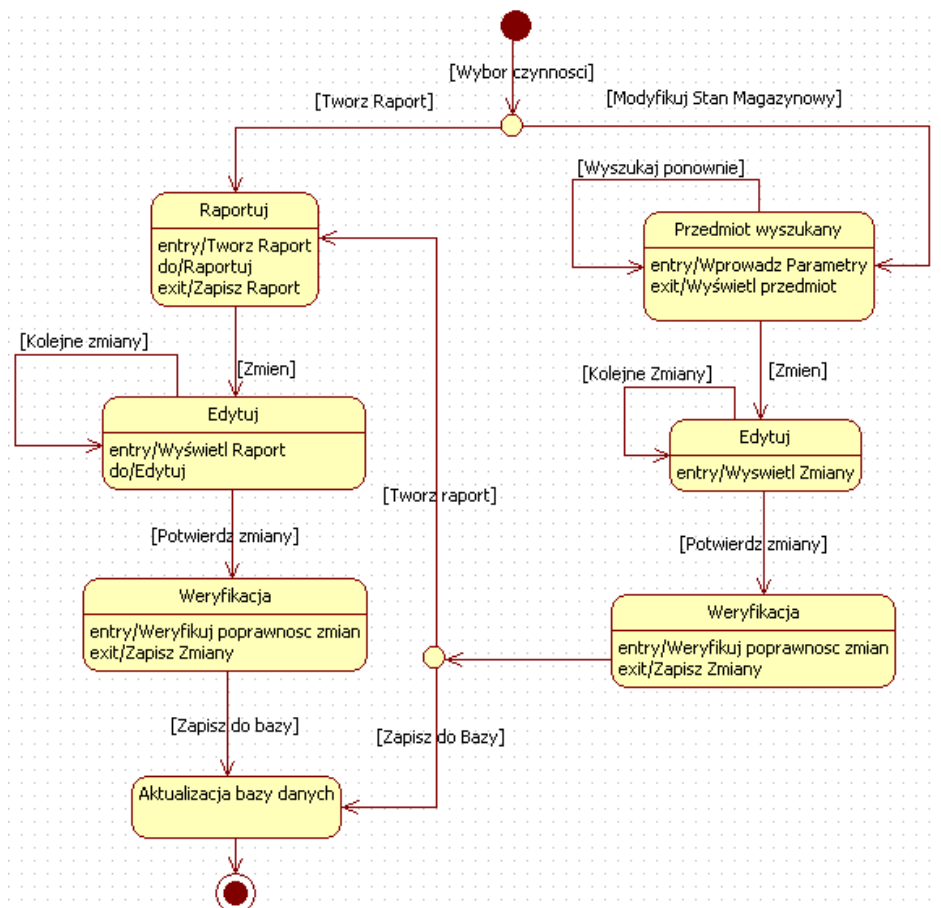 [Wybor czynnosci]
[Tworz Raport]
[Modyfikuj Stan Magazynowy]
[Wyszukaj ponownie]
Raportuj
entry/Tworz Raport
do/Raportuj
exit/Zapisz Raport
Przedmiot wyszukany
entry/Wprowadz Parametry
exit/Wyświetl przedmiot
[Kolejne zmiany]
[Zmien]
[Kolejne Zmiany]
[Zmien]
Edytuj
entry/Wyświetl Raport
do/Edytuj
Edytuj
entry/Wyswietl Zmiany
[Tworz raport]
[Potwierdz zmiany]
[Potwierdz zmiany]
Weryfikacja
entry/Weryfikuj poprawnosc zmian
exit/Zapisz Zmiany
Weryfikacja
entry/Weryfikuj poprawnosc zmian
exit/Zapisz Zmiany
[Zapisz do bazy]
[Zapisz do Bazy]
Aktualizacja bazy danych